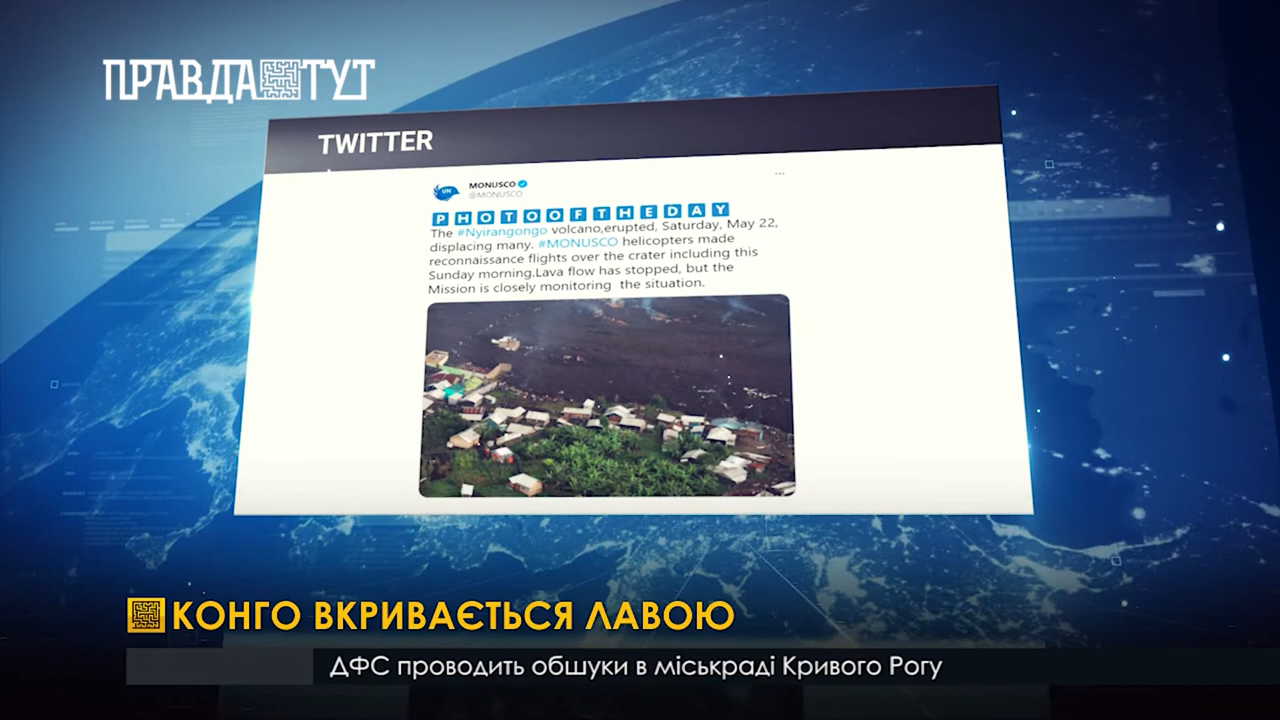 ПРАВДА ТУТ
TWITTER
UN
MONUSCO
@MONUSCO
PHOTOOFTHEDAY
The #Nyirangongo volcano,erupted, Saturday, May 22,
displacing many. #MONUSCO helicopters made
reconnaissance flights over the crater including this
Sunday morning.Lava flow has stopped, but the
Mission is closely monitoring the situation.
КОНГО ВКРИВАЄТЬСЯ ЛАВОЮ
ДФС проводить обшуки в міськраді Кривого Рогу